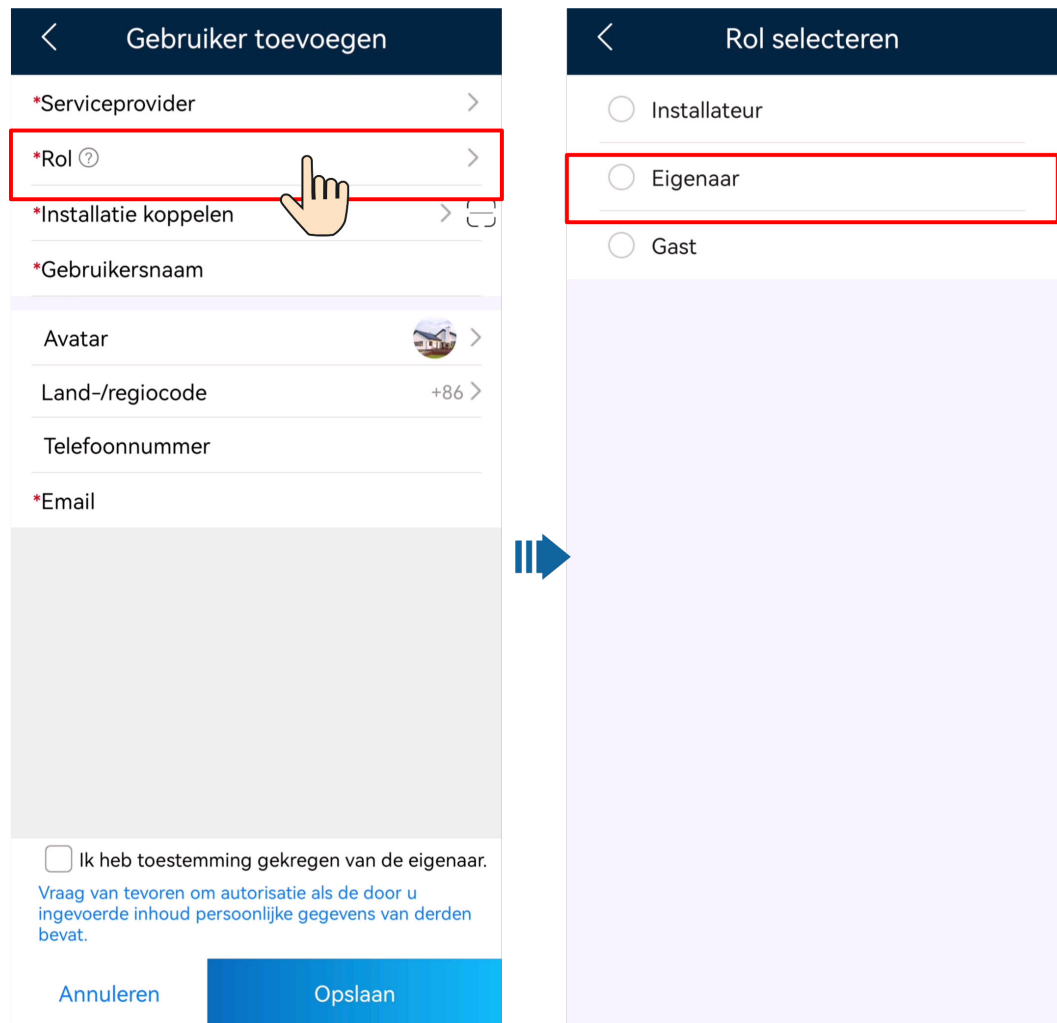 Gebruiker toevoegen
*Serviceprovider
*Rol ?
*Installatie koppelen
*Gebruikersnaam
Avatar
Land-/regiocode +86
Telefoonnummer
*Email
Ik heb toestemming gekregen van de eigenaar.
Vraag van tevoren om autorisatie als de door u
ingevoerde inhoud persoonlijke gegevens van derden
bevat.
Annuleren Opslaan
Rol selecteren
Installateur
Eigenaar
Gast